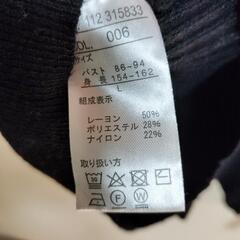 112 315833
OL. 006
サイズ
バスト 86-94
身長 154-162
L
組成表示
レーヨン 50%
ポリエステル 28%
ナイロン 22%
取り扱い方
P F W